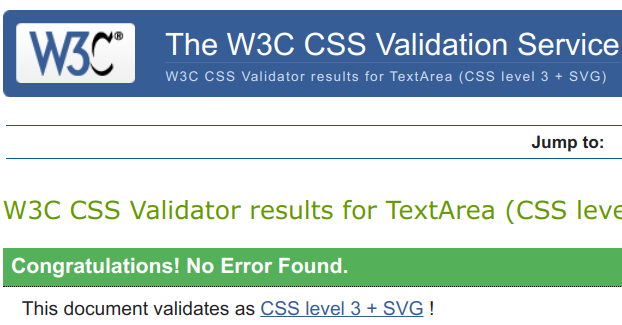 W3C®
The W3C CSS Validation Service
W3C CSS Validator results for TextArea (CSS level 3 + SVG)
Jump to:
W3C CSS Validator results for TextArea (CSS leve
Congratulations! No Error Found.
This document validates as CSS level 3 + SVG !